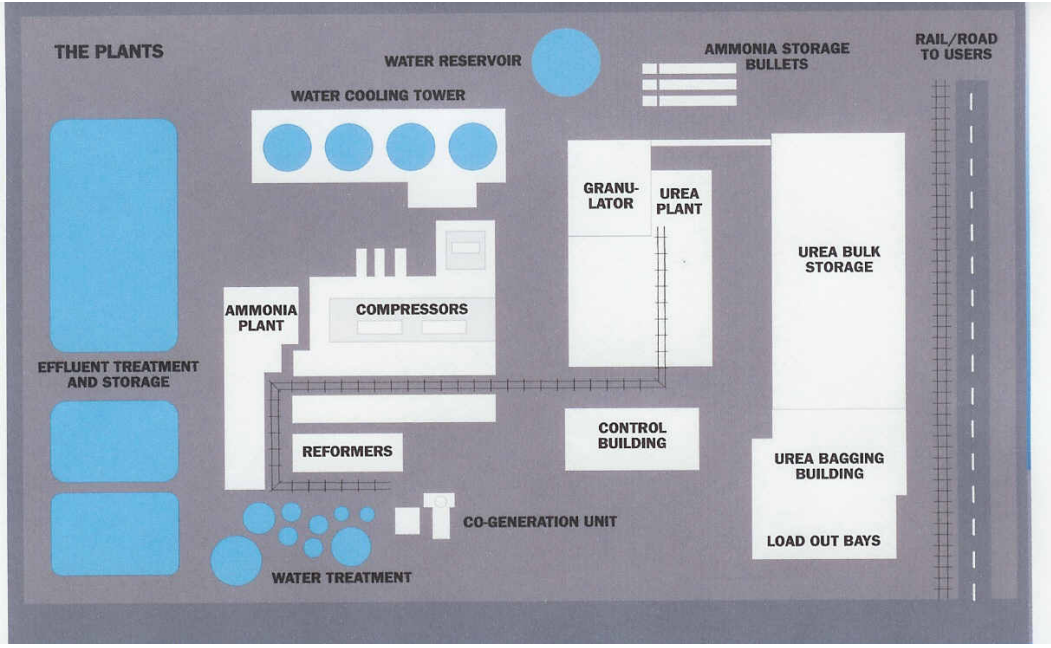 THE PLANTS
WATER RESERVOIR
AMMONIA STORAGE
BULLETS
RAIL/ROAD
TO USERS
WATER COOLING TOWER
GRANU-
LATOR
UREA
PLANT
UREA BULK
STORAGE
AMMONIA
PLANT
COMPRESSORS
EFFLUENT TREATMENT
AND STORAGE
CONTROL
BUILDING
REFORMERS
UREA BAGGING
BUILDING
CO-GENERATION UNIT
LOAD OUT BAYS
WATER TREATMENT